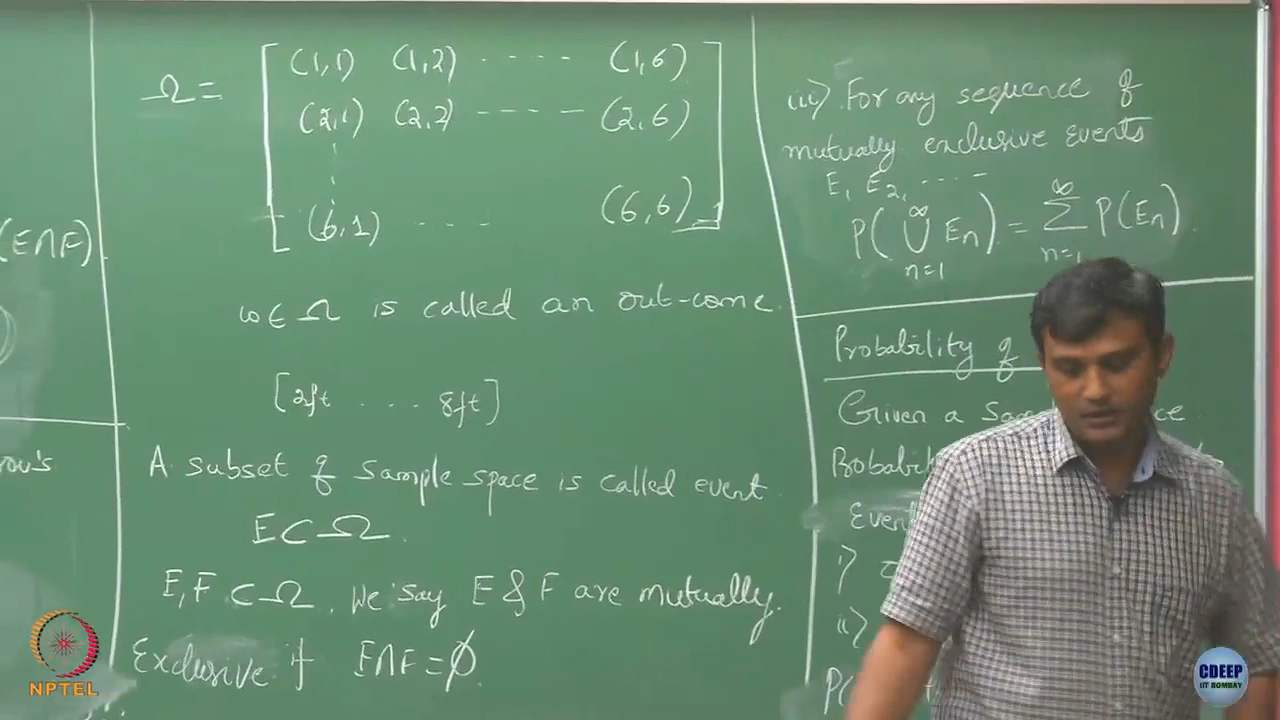 (E∩F)
Ω = [(1,1) (1,2) ---- (1,6)
(2,1) (2,2) ---- (2,6)
(6,1) .... (6,6)]
ω ∈ Ω is called an out-come.
[2ft ... 8ft]
A subset of sample space is called event
E ⊂ Ω.
E, F ⊂ Ω, We say E & F are mutually
Exclusive if E∩F = ϕ.
iii) For any sequence of
mutually exclusive events
E₁ E₂, ....
P(∪ₙ₌₁^∞ Eₙ) = Σₙ₌₁^∞ P(Eₙ).
Probability of
Given a
i)
ii)
P(
NPTEL
CDEEP
IIT BOMBAY